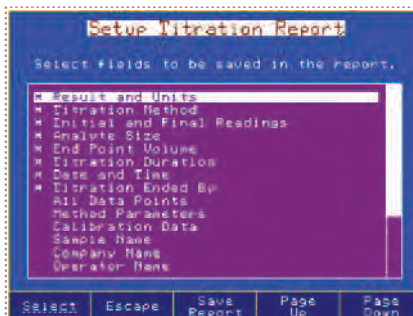 Setup Titration Report
Select fields to be saved in the report.
* Result and Units
* Titration Method
* Initial and Final Readings
* Analyte Size
* End Point Volume
* Titration Duration
* Date and Time
* Titration Ended By
All Data Points
Method Parameters
Calibration Data
Sample Name
Company Name
Operator Name
Select
Escape
Save Report
Page Up
Page Down